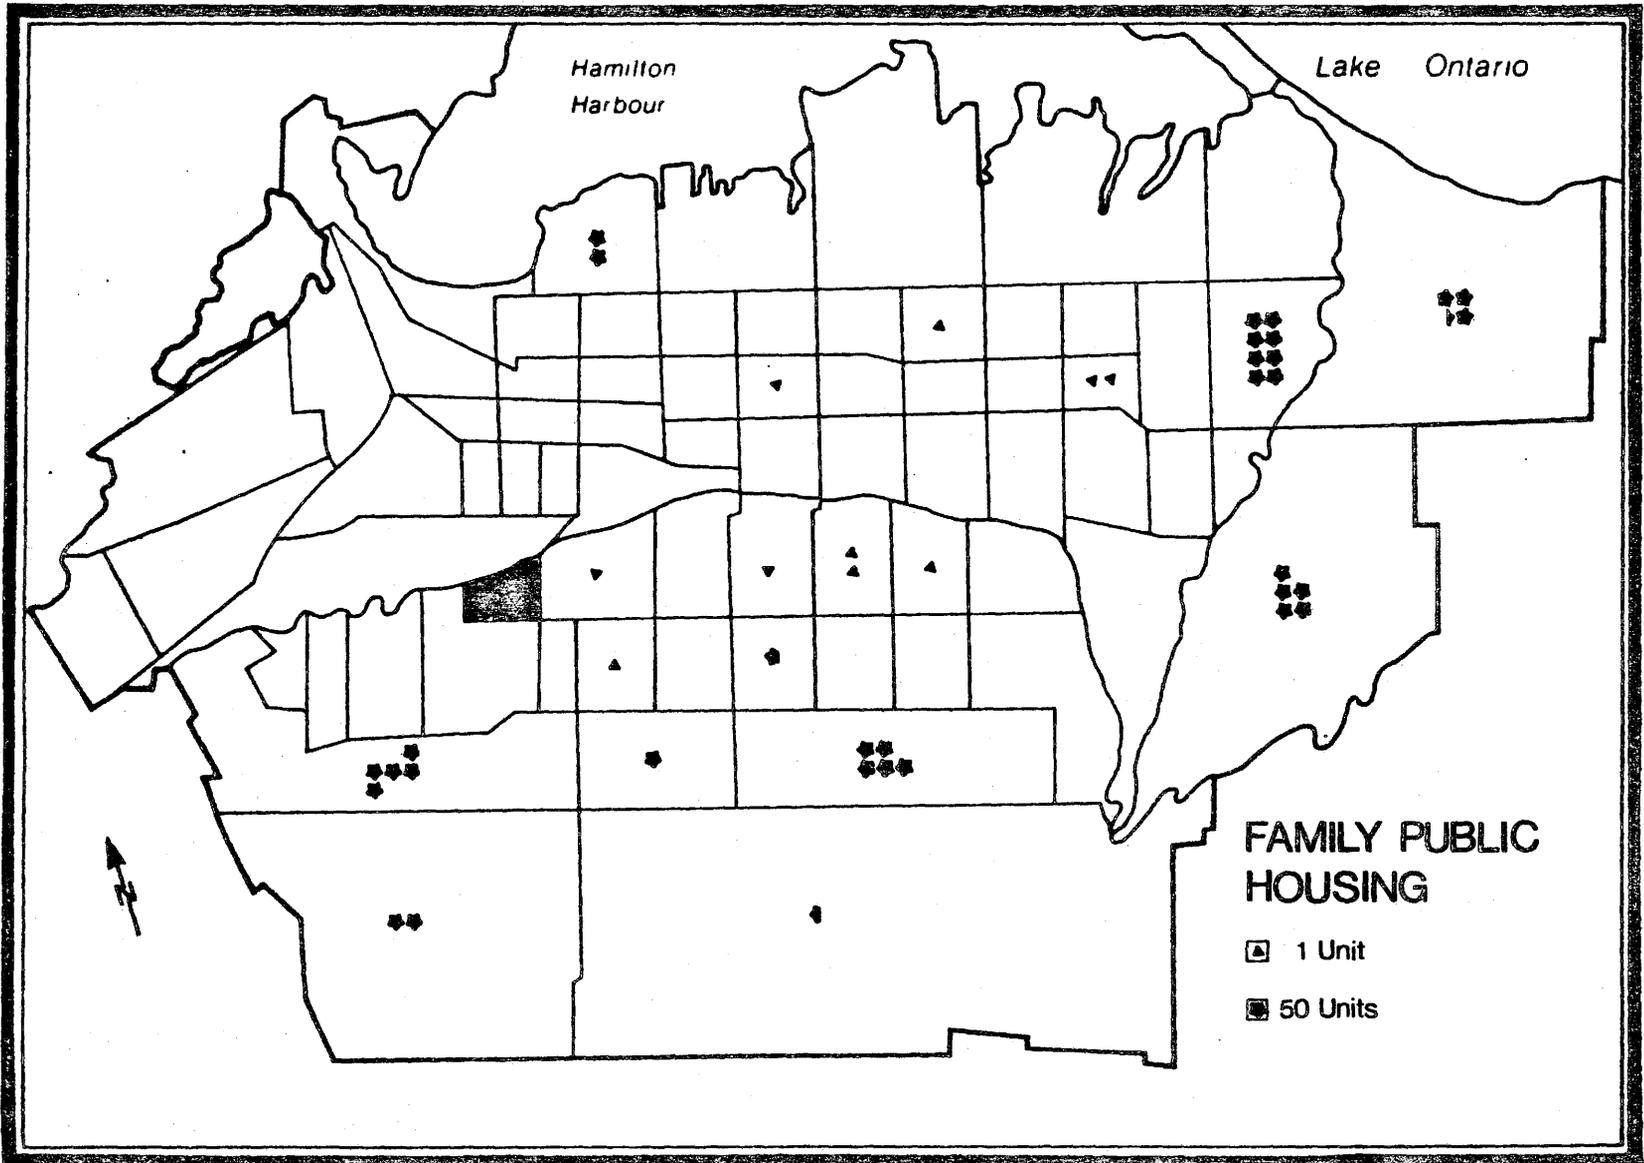 Hamilton
Harbour
Lake Ontario
FAMILY PUBLIC
HOUSING
1 Unit
50 Units
N